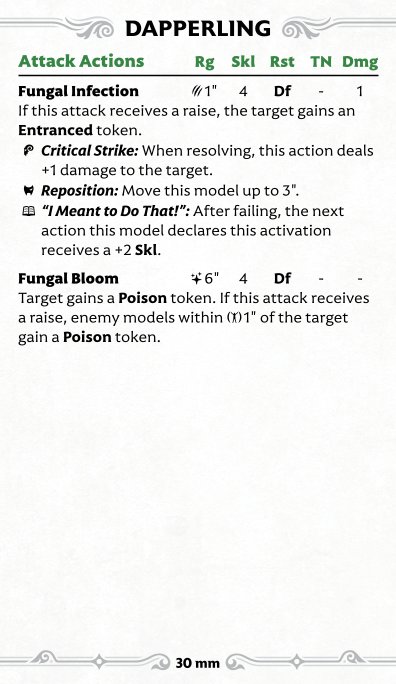 DAPPERLING
Attack Actions Rg Skl Rst TN Dmg
Fungal Infection 1" 4 Df - 1
If this attack receives a raise, the target gains an
Entranced token.
Critical Strike: When resolving, this action deals
+1 damage to the target.
Reposition: Move this model up to 3".
“I Meant to Do That!”: After failing, the next
action this model declares this activation
receives a +2 Skl.
Fungal Bloom 6" 4 Df - -
Target gains a Poison token. If this attack receives
a raise, enemy models within 1" of the target
gain a Poison token.
30 mm